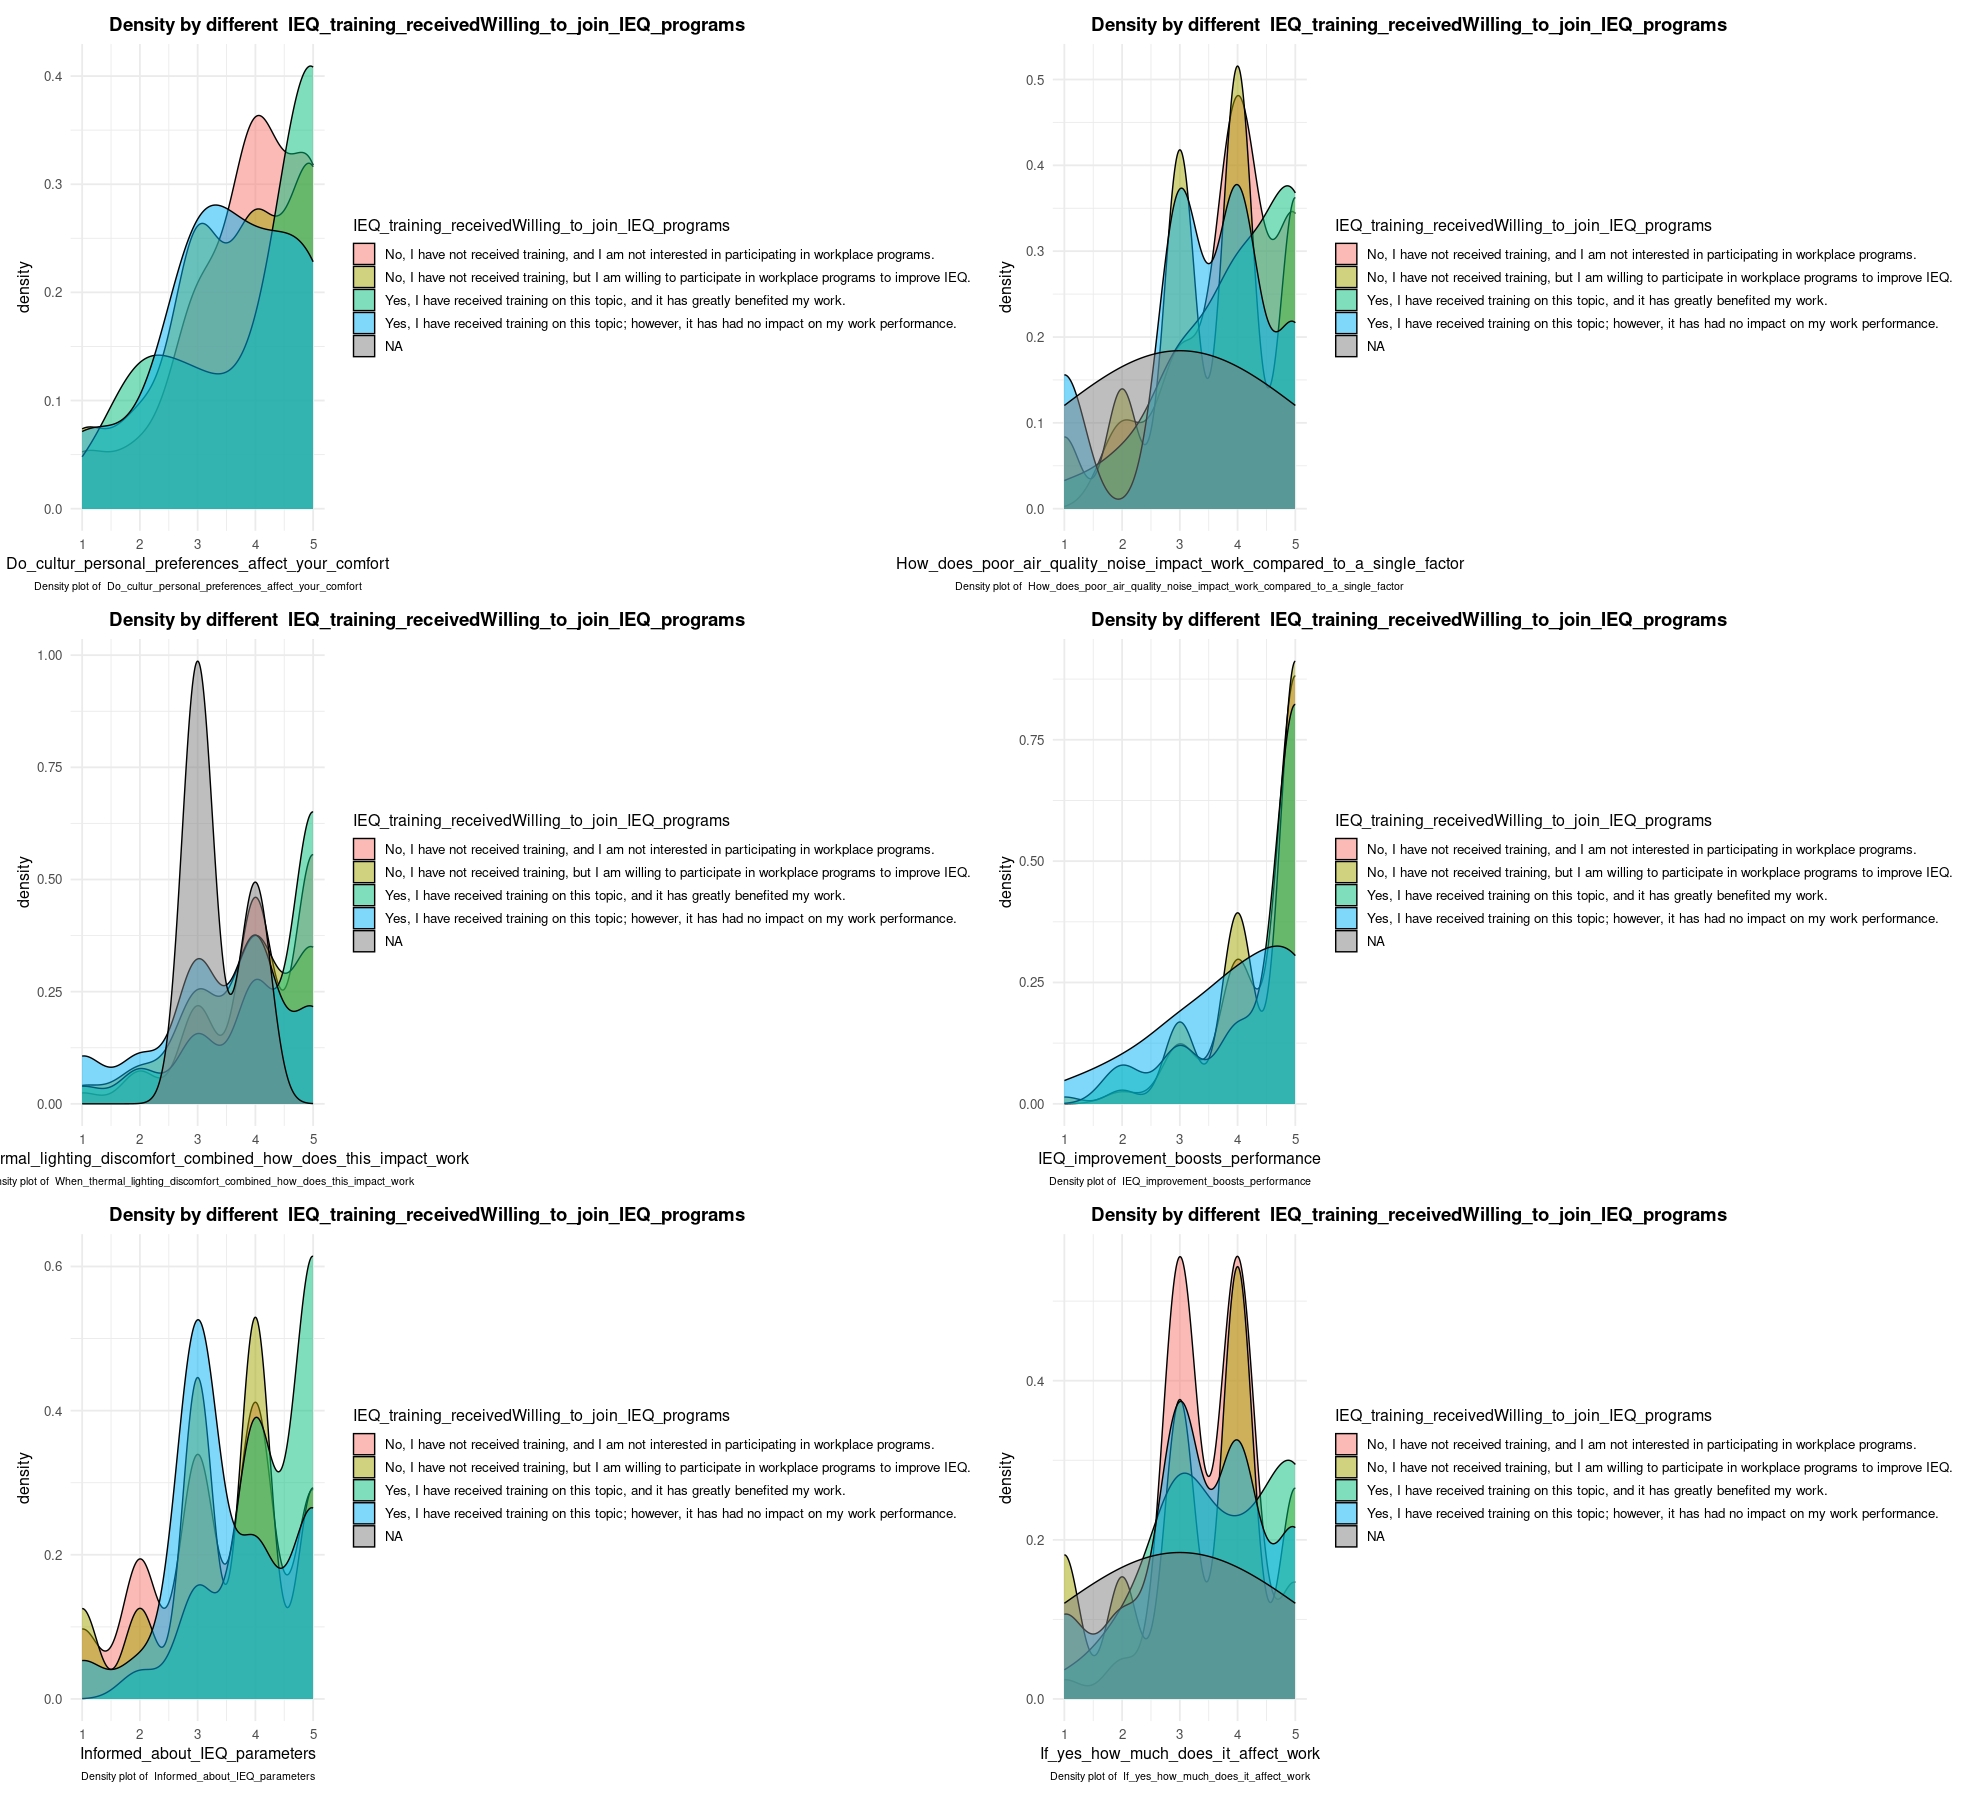 Density by different IEQ_training_receivedWilling_to_join_IEQ_programs
0.4
0.3
0.2
0.1
0.0
density
1 2 3 4 5
Do_cultur_personal_preferences_affect_your_comfort
Density plot of Do_cultur_personal_preferences_affect_your_comfort
IEQ_training_receivedWilling_to_join_IEQ_programs
No, I have not received training, and I am not interested in participating in workplace programs.
No, I have not received training, but I am willing to participate in workplace programs to improve IEQ.
Yes, I have received training on this topic, and it has greatly benefited my work.
Yes, I have received training on this topic; however, it has had no impact on my work performance.
NA
Density by different IEQ_training_receivedWilling_to_join_IEQ_programs
0.5
0.4
0.3
0.2
0.1
0.0
density
1 2 3 4 5
How_does_poor_air_quality_noise_impact_work_compared_to_a_single_factor
Density plot of How_does_poor_air_quality_noise_impact_work_compared_to_a_single_factor
IEQ_training_receivedWilling_to_join_IEQ_programs
No, I have not received training, and I am not interested in participating in workplace programs.
No, I have not received training, but I am willing to participate in workplace programs to improve IEQ.
Yes, I have received training on this topic, and it has greatly benefited my work.
Yes, I have received training on this topic; however, it has had no impact on my work performance.
NA
Density by different IEQ_training_receivedWilling_to_join_IEQ_programs
1.00
0.75
0.50
0.25
0.00
density
1 2 3 4 5
rmal_lighting_discomfort_combined_how_does_this_impact_work
nsity plot of When_thermal_lighting_discomfort_combined_how_does_this_impact_work
IEQ_training_receivedWilling_to_join_IEQ_programs
No, I have not received training, and I am not interested in participating in workplace programs.
No, I have not received training, but I am willing to participate in workplace programs to improve IEQ.
Yes, I have received training on this topic, and it has greatly benefited my work.
Yes, I have received training on this topic; however, it has had no impact on my work performance.
NA
Density by different IEQ_training_receivedWilling_to_join_IEQ_programs
0.75
0.50
0.25
0.00
density
1 2 3 4 5
IEQ_improvement_boosts_performance
Density plot of IEQ_improvement_boosts_performance
IEQ_training_receivedWilling_to_join_IEQ_programs
No, I have not received training, and I am not interested in participating in workplace programs.
No, I have not received training, but I am willing to participate in workplace programs to improve IEQ.
Yes, I have received training on this topic, and it has greatly benefited my work.
Yes, I have received training on this topic; however, it has had no impact on my work performance.
NA
Density by different IEQ_training_receivedWilling_to_join_IEQ_programs
0.6
0.4
0.2
0.0
density
1 2 3 4 5
Informed_about_IEQ_parameters
Density plot of Informed_about_IEQ_parameters
IEQ_training_receivedWilling_to_join_IEQ_programs
No, I have not received training, and I am not interested in participating in workplace programs.
No, I have not received training, but I am willing to participate in workplace programs to improve IEQ.
Yes, I have received training on this topic, and it has greatly benefited my work.
Yes, I have received training on this topic; however, it has had no impact on my work performance.
NA
Density by different IEQ_training_receivedWilling_to_join_IEQ_programs
0.4
0.2
0.0
density
1 2 3 4 5
If_yes_how_much_does_it_affect_work
Density plot of If_yes_how_much_does_it_affect_work
IEQ_training_receivedWilling_to_join_IEQ_programs
No, I have not received training, and I am not interested in participating in workplace programs.
No, I have not received training, but I am willing to participate in workplace programs to improve IEQ.
Yes, I have received training on this topic, and it has greatly benefited my work.
Yes, I have received training on this topic; however, it has had no impact on my work performance.
NA